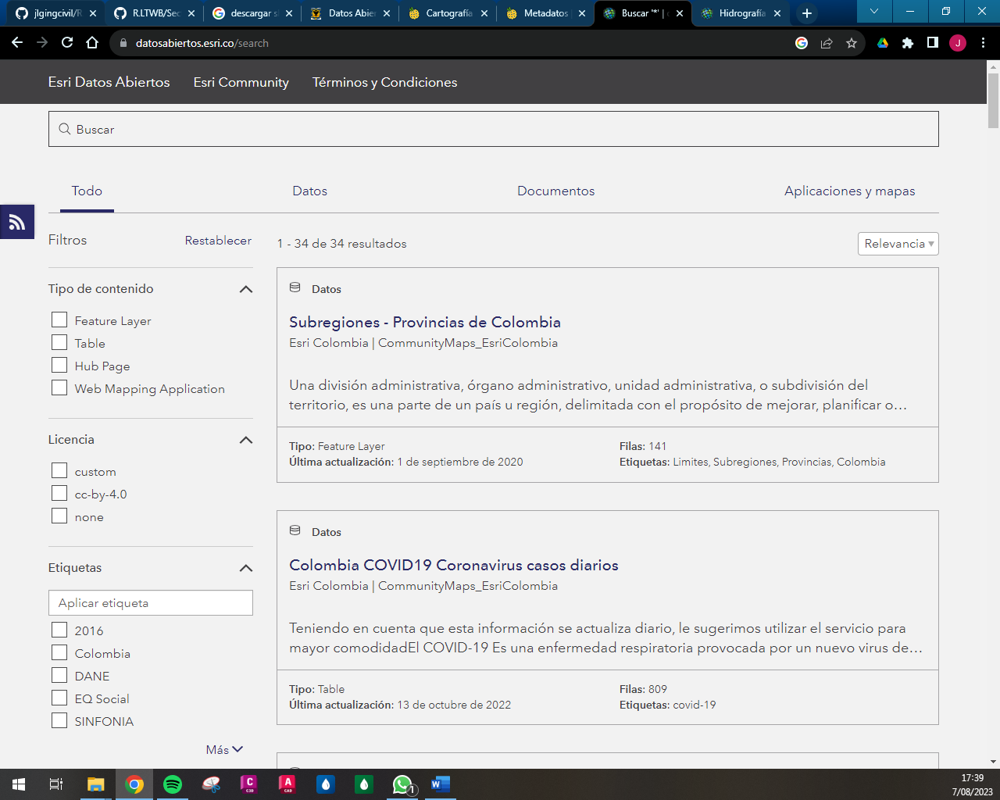 jlgingcivil/R
R.LTWB/Sec
descargar s
Datos Abier
Cartografía
Metadatos
Buscar '*' |
Hidrografía
datosabiertos.esri.co/search
J
Esri Datos Abiertos
Esri Community
Términos y Condiciones
Buscar
Todo
Datos
Documentos
Aplicaciones y mapas
Filtros
Restablecer
1 - 34 de 34 resultados
Relevancia
Tipo de contenido
Feature Layer
Table
Hub Page
Web Mapping Application
Licencia
custom
cc-by-4.0
none
Etiquetas
Aplicar etiqueta
2016
Colombia
DANE
EQ Social
SINFONIA
Más
Datos
Subregiones - Provincias de Colombia
Esri Colombia | CommunityMaps_EsriColombia
Una división administrativa, órgano administrativo, unidad administrativa, o subdivisión del
territorio, es una parte de un país u región, delimitada con el propósito de mejorar, planificar o…
Tipo: Feature Layer
Última actualización: 1 de septiembre de 2020
Filas: 141
Etiquetas: Limites, Subregiones, Provincias, Colombia
Datos
Colombia COVID19 Coronavirus casos diarios
Esri Colombia | CommunityMaps_EsriColombia
Teniendo en cuenta que esta información se actualiza diario, le sugerimos utilizar el servicio para
mayor comodidadEl COVID-19 Es una enfermedad respiratoria provocada por un nuevo virus de…
Tipo: Table
Última actualización: 13 de octubre de 2022
Filas: 809
Etiquetas: covid-19
C
C3D
A
CAD
1
W
17:39
7/08/2023